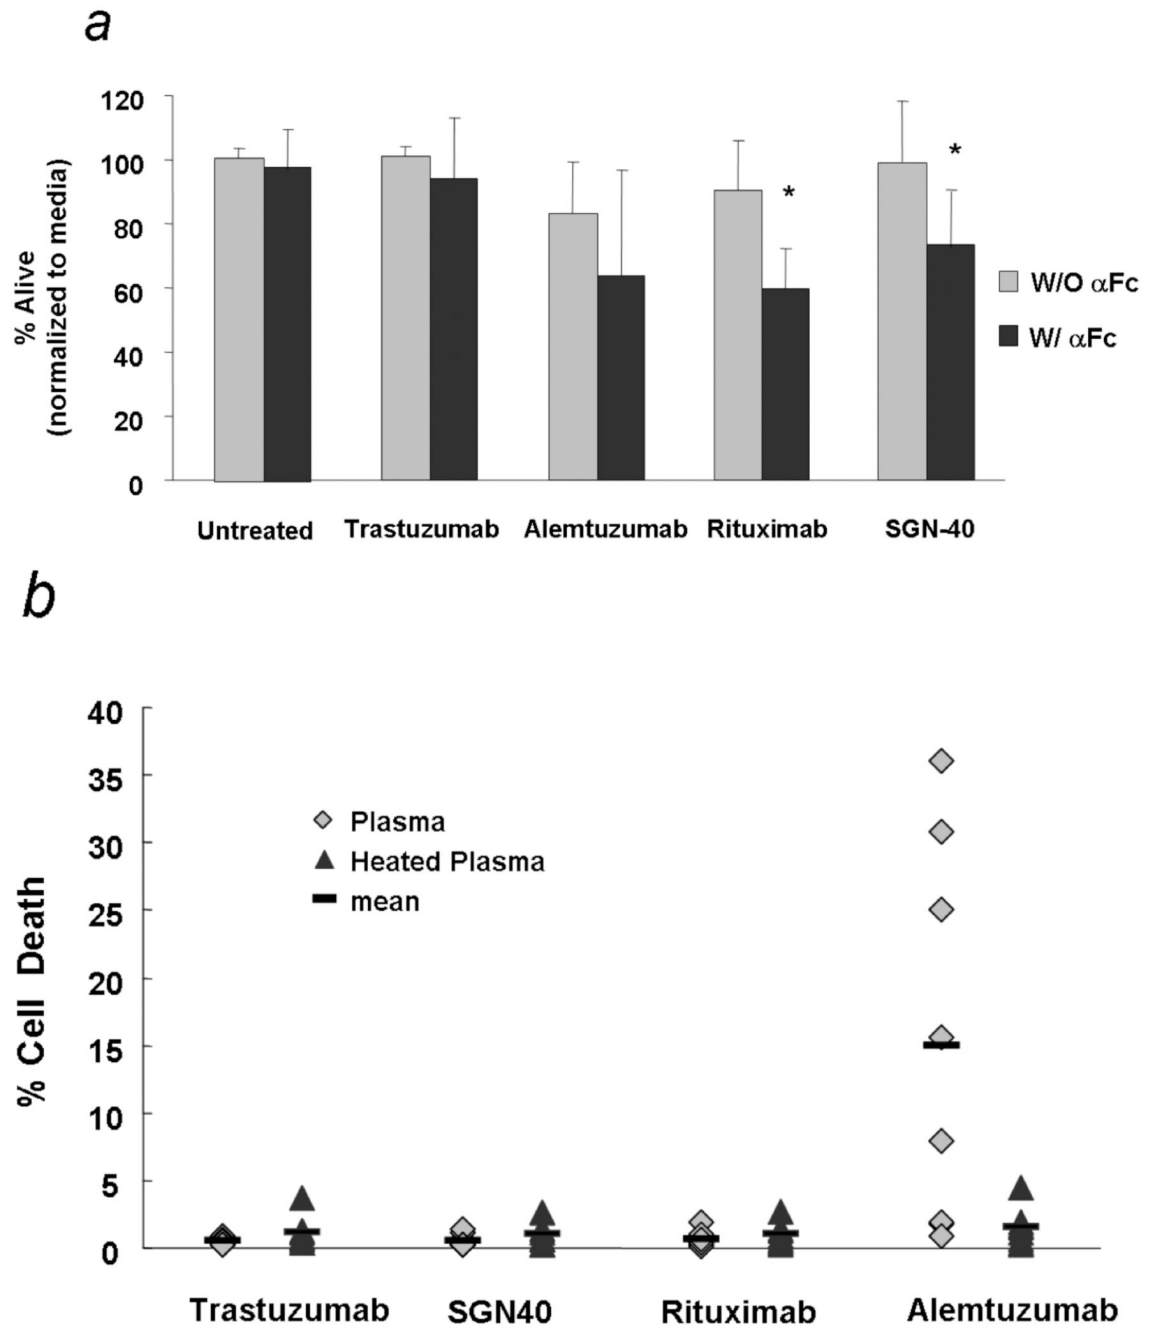 a
120
100
80
60
40
20
0
% Alive
(normalized to media)
*
*
W/O αFc
W/ αFc
Untreated Trastuzumab Alemtuzumab Rituximab SGN-40
b
40
35
30
25
20
15
10
5
0
% Cell Death
Plasma
Heated Plasma
mean
Trastuzumab SGN40 Rituximab Alemtuzumab